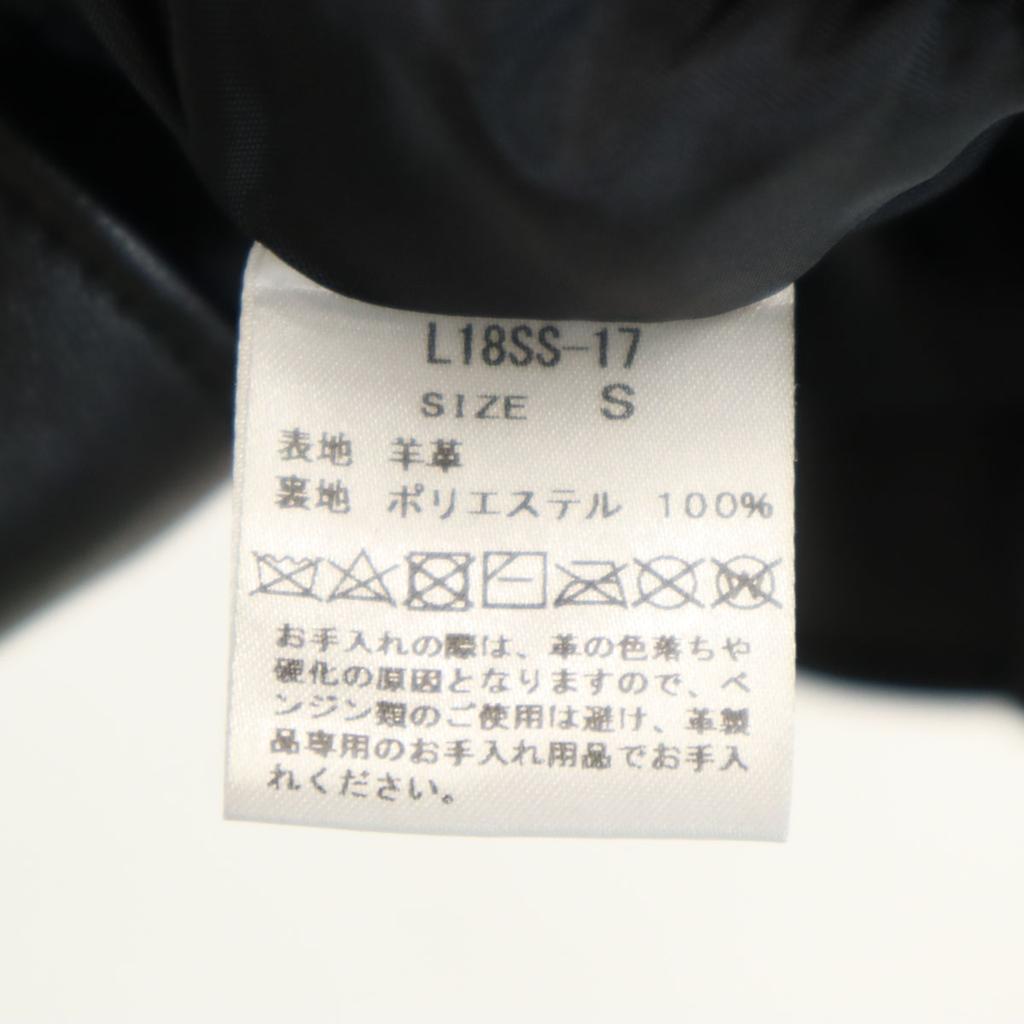 L18SS-17
SIZE S
表地 羊革
裏地 ポリエステル 100%
W
お手入れの際は、革の色落ちや
硬化の原因となりますので、ベ
ンジン類のご使用は避け、革製
品専用のお手入れ用品でお手入
れください。